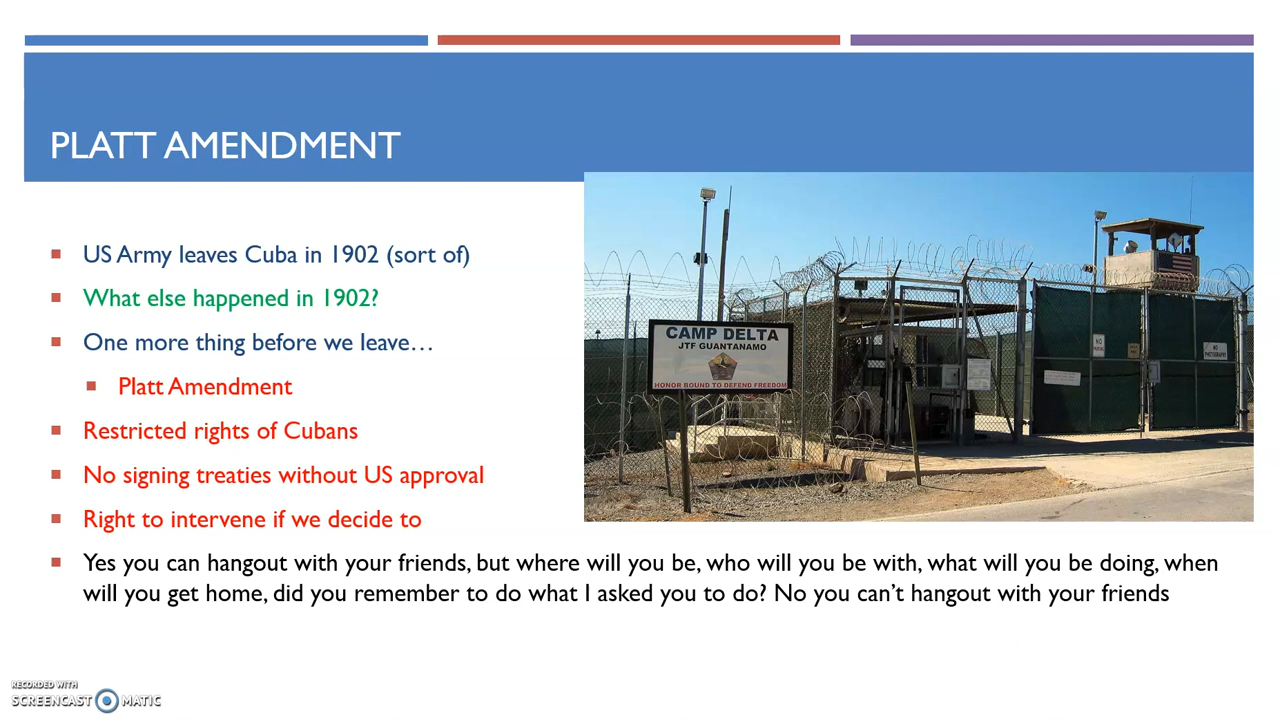 PLATT AMENDMENT
US Army leaves Cuba in 1902 (sort of)
What else happened in 1902?
One more thing before we leave…
Platt Amendment
Restricted rights of Cubans
No signing treaties without US approval
Right to intervene if we decide to
Yes you can hangout with your friends, but where will you be, who will you be with, what will you be doing, when
will you get home, did you remember to do what I asked you to do? No you can't hangout with your friends
CAMP DELTA
JTF GUANTANAMO
HONOR BOUND TO DEFEND FREEDOM
NO
NO
PHOTOGRAPHY
RECORDED WITH
SCREENCAST MATIC